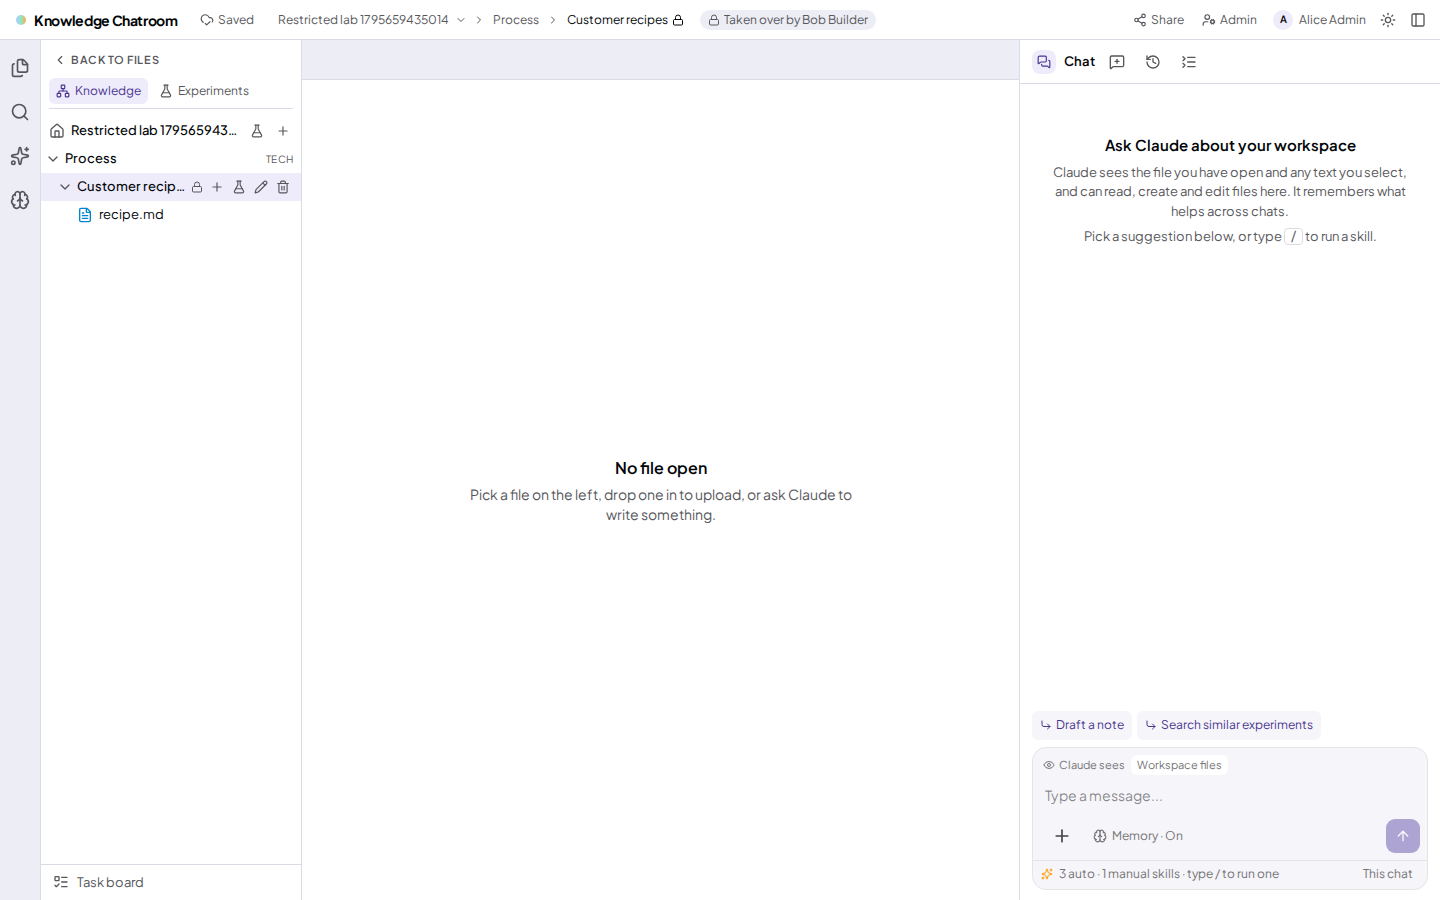 Knowledge Chatroom
Saved
Restricted lab 1795659435014
Process
Customer recipes
Taken over by Bob Builder
Share
Admin
A
Alice Admin
BACK TO FILES
Knowledge
Experiments
Restricted lab 179565943...
Process
TECH
Customer recip...
recipe.md
Task board
No file open
Pick a file on the left, drop one in to upload, or ask Claude to
write something.
Chat
Ask Claude about your workspace
Claude sees the file you have open and any text you select,
and can read, create and edit files here. It remembers what
helps across chats.
Pick a suggestion below, or type / to run a skill.
Draft a note
Search similar experiments
Claude sees
Workspace files
Type a message...
Memory · On
3 auto · 1 manual skills · type / to run one
This chat